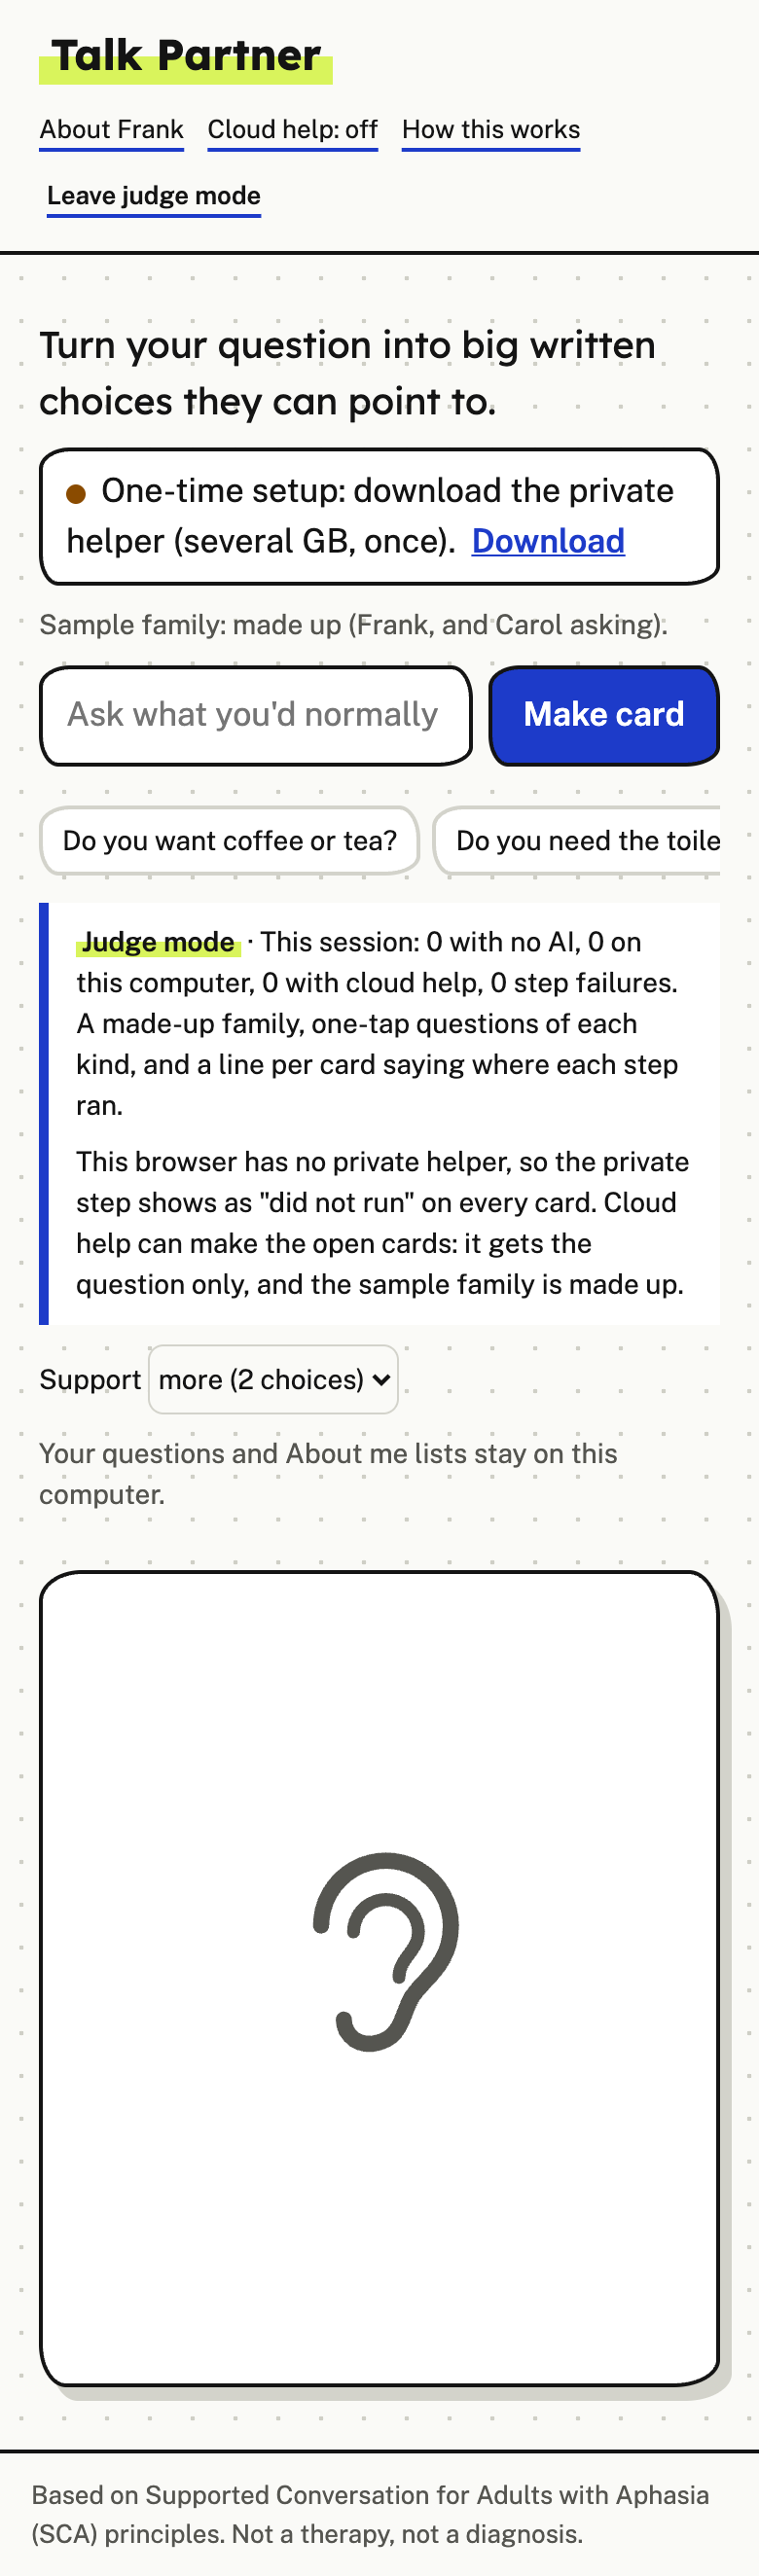 Talk Partner
About Frank Cloud help: off How this works
Leave judge mode
Turn your question into big written
choices they can point to.
One-time setup: download the private
helper (several GB, once). Download
Sample family: made up (Frank, and Carol asking).
Ask what you'd normally
Make card
Do you want coffee or tea?
Do you need the toile
Judge mode · This session: 0 with no AI, 0 on
this computer, 0 with cloud help, 0 step failures.
A made-up family, one-tap questions of each
kind, and a line per card saying where each step
ran.
This browser has no private helper, so the private
step shows as "did not run" on every card. Cloud
help can make the open cards: it gets the
question only, and the sample family is made up.
Support more (2 choices)
Your questions and About me lists stay on this
computer.
Based on Supported Conversation for Adults with Aphasia
(SCA) principles. Not a therapy, not a diagnosis.